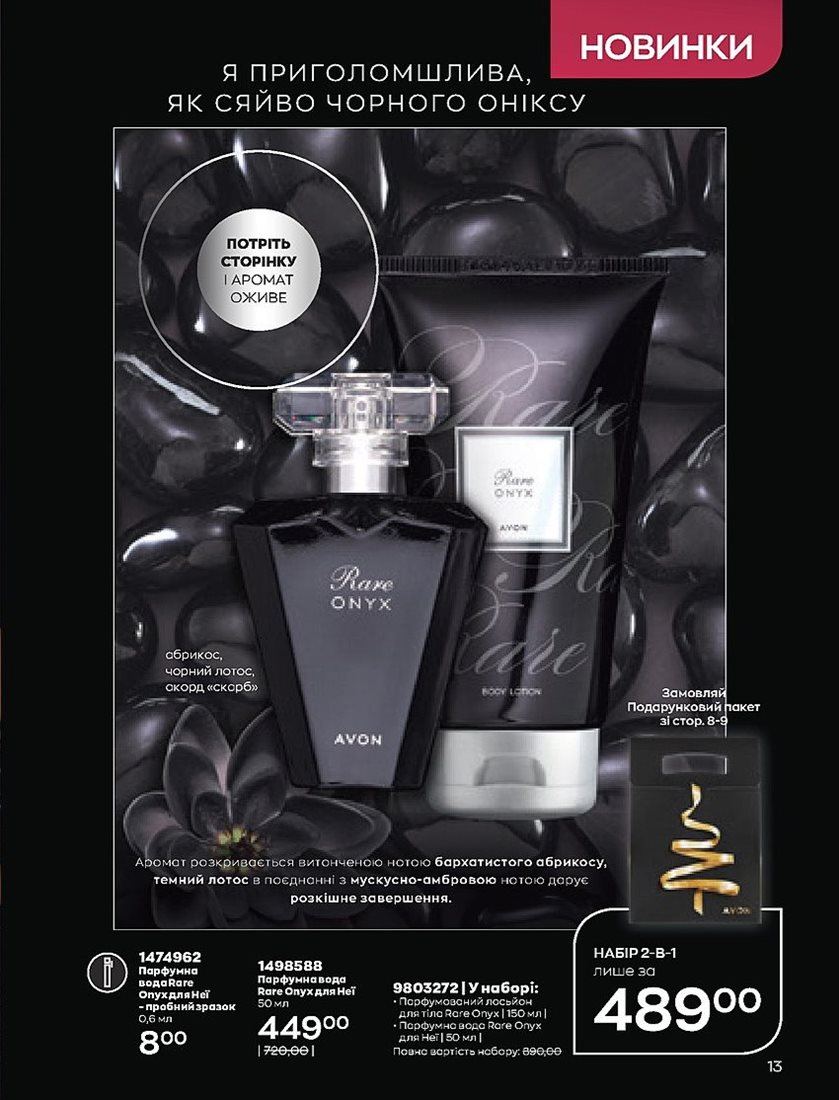 НОВИНКИ
Я ПРИГОЛОМШЛИВА,
ЯК СЯЙВО ЧОРНОГО ОНІКСУ
ПОТРІТЬ
СТОРІНКУ
І АРОМАТ
ОЖИВЕ
Rare
Rare
ONYX
AVON
Rare
Rare
ONYX
Rare
BODY LOTION
AVON
абрикос,
чорний лотос,
акорд «скарб»
Замовляй
Подарунковий пакет
зі стор. 8-9
AVON
Аромат розкривається витонченою нотою бархатистого абрикосу,
темний лотос в поєднанні з мускусно-амбровою нотою дарує
розкішне завершення.
1474962
Парфумна
вода Rare
Onyx для Неї
- пробний зразок
0,6 мл
8⁰⁰
1498588
Парфумна вода
Rare Onyx для Неї
50 мл
449⁰⁰
| 720,00 |
9803272 | У наборі:
• Парфумований лосьйон
для тіла Rare Onyx | 150 мл |
• Парфумна вода Rare Onyx
для Неї | 50 мл |
Повна вартість набору: 890,00
НАБІР 2-В-1
лише за
489⁰⁰
13